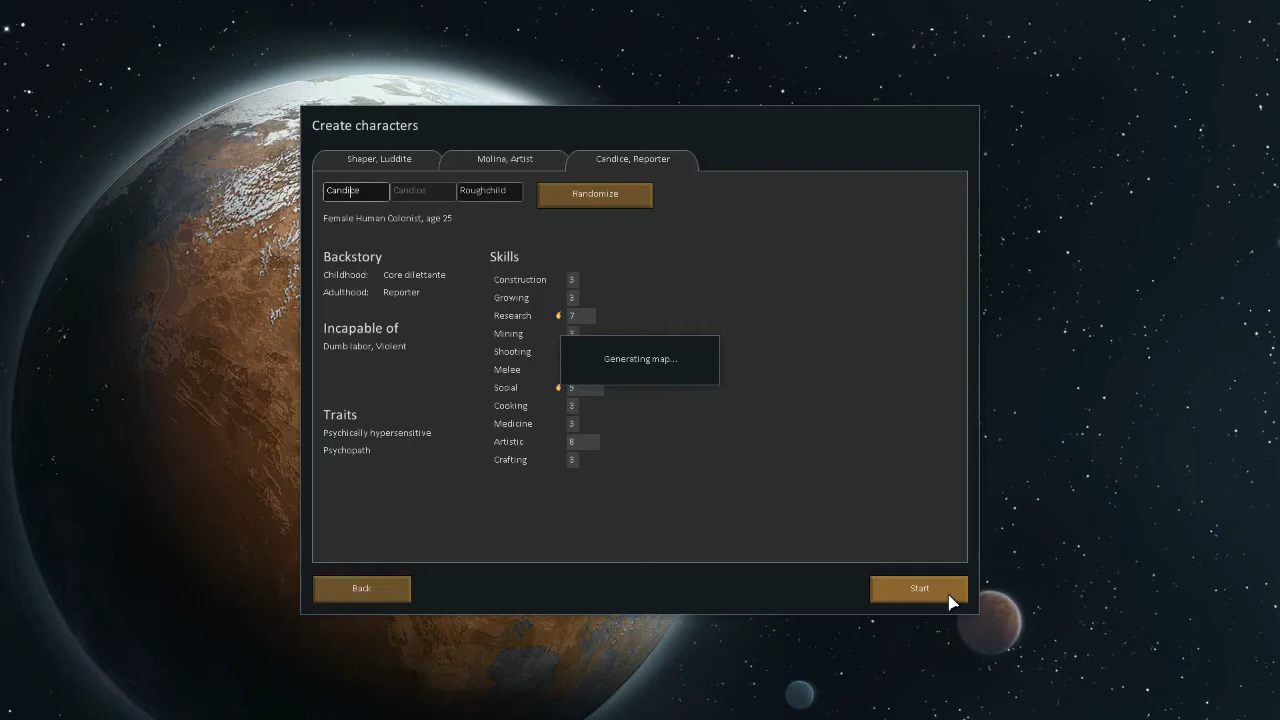 Create characters
Shaper, Luddite
Molina, Artist
Candice, Reporter
Candice
Candice
Roughchild
Randomize
Female Human Colonist, age 25
Backstory
Childhood: Core dilettante
Adulthood: Reporter
Incapable of
Dumb labor, Violent
Traits
Psychically hypersensitive
Psychopath
Skills
Construction 3
Growing 3
Research 7
Mining 3
Shooting
Melee
Social 9
Cooking 3
Medicine 3
Artistic 8
Crafting 3
Generating map...
Back
Start